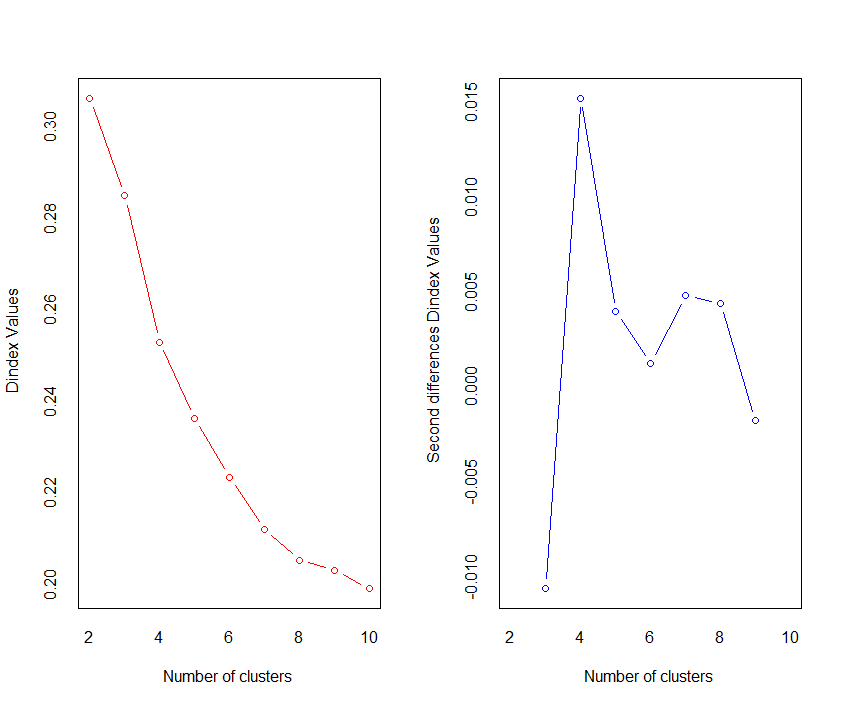 Dindex Values
0.30
0.28
0.26
0.24
0.22
0.20
2 4 6 8 10
Number of clusters
Second differences Dindex Values
0.015
0.010
0.005
0.000
-0.005
-0.010
2 4 6 8 10
Number of clusters